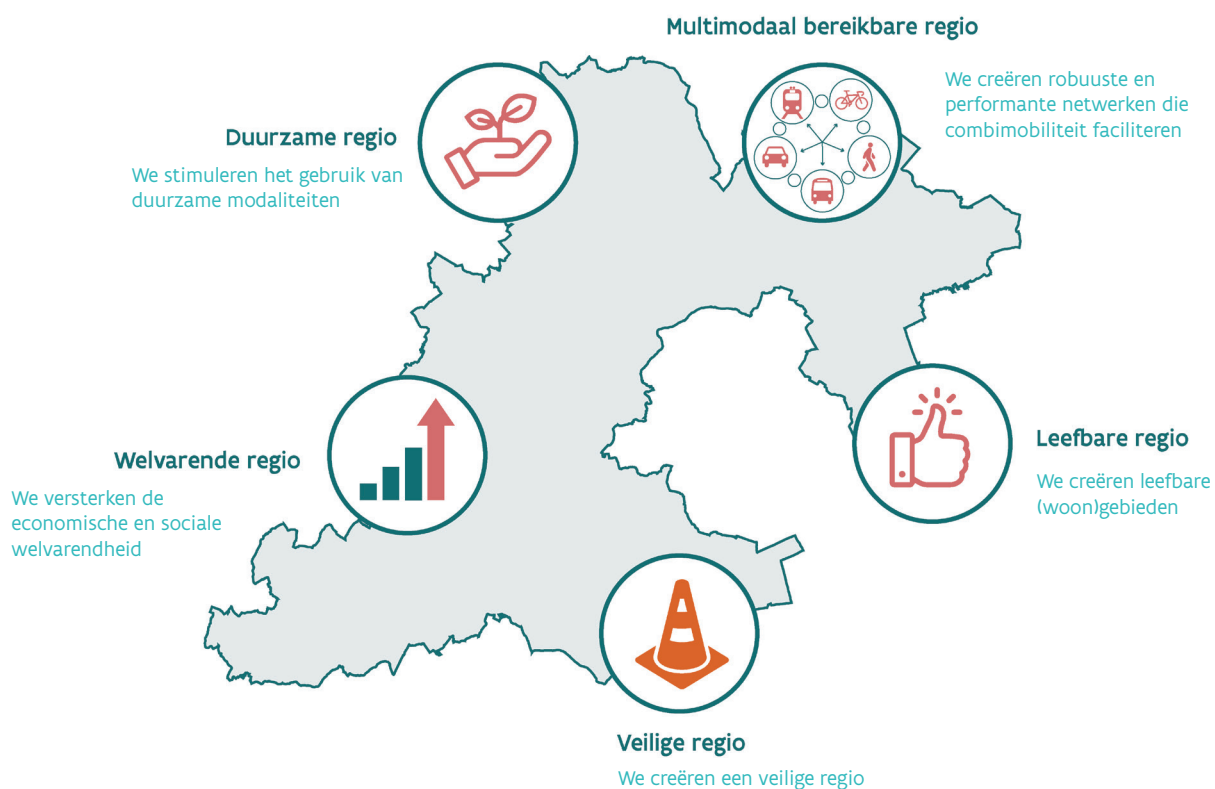 Multimodaal bereikbare regio
We creëren robuuste en
performante netwerken die
combimobiliteit faciliteren
Duurzame regio
We stimuleren het gebruik van
duurzame modaliteiten
Welvarende regio
We versterken de
economische en sociale
welvarendheid
Leefbare regio
We creëren leefbare
(woon)gebieden
Veilige regio
We creëren een veilige regio